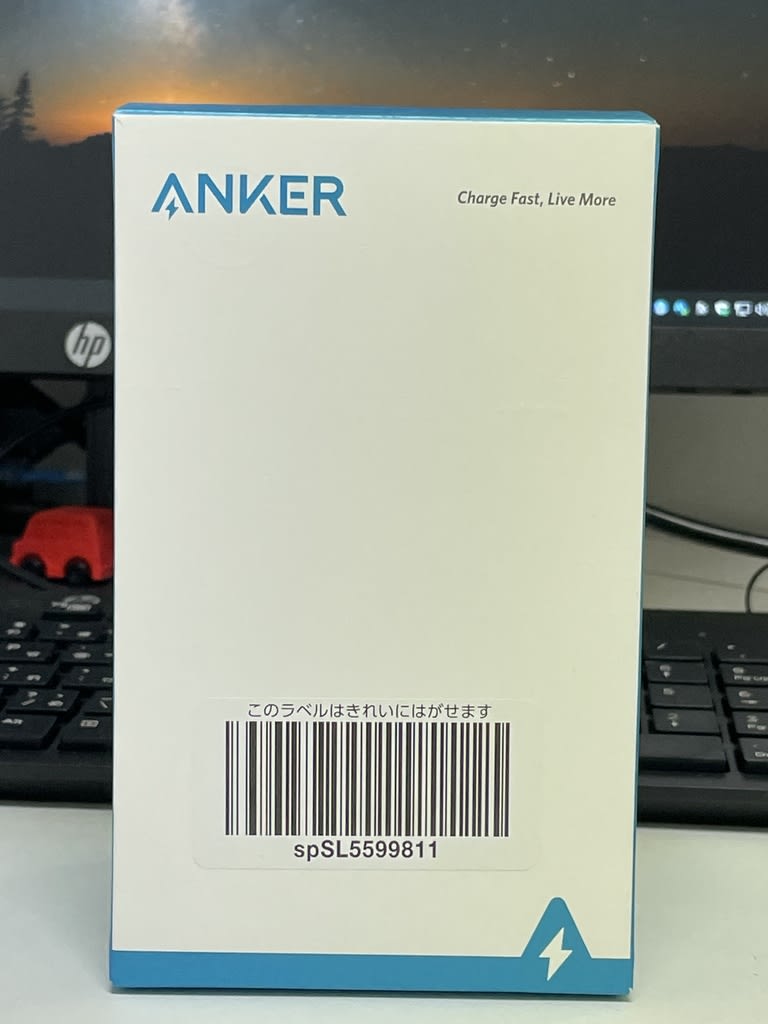 ANKER
Charge Fast, Live More
hp
このラベルはきれいにはがせます
spSL5599811